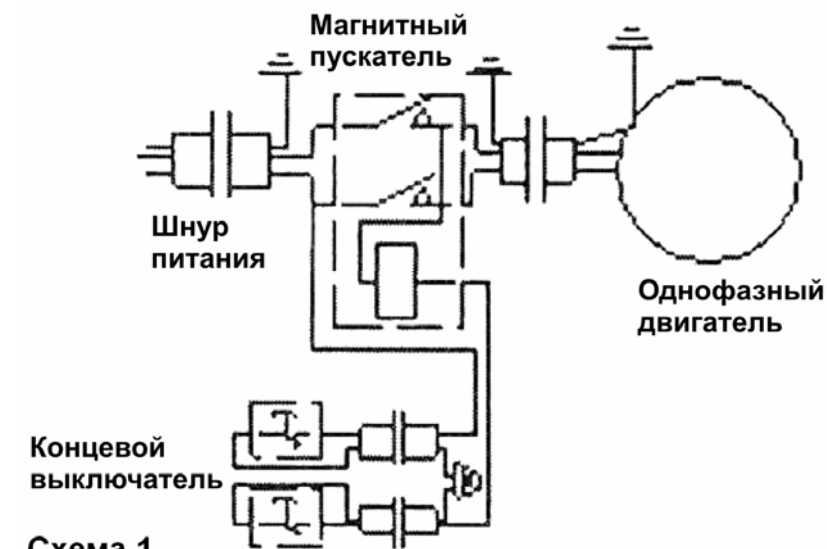 Магнитный
пускатель
Шнур
питания
Однофазный
двигатель
Концевой
выключатель
Схема 1